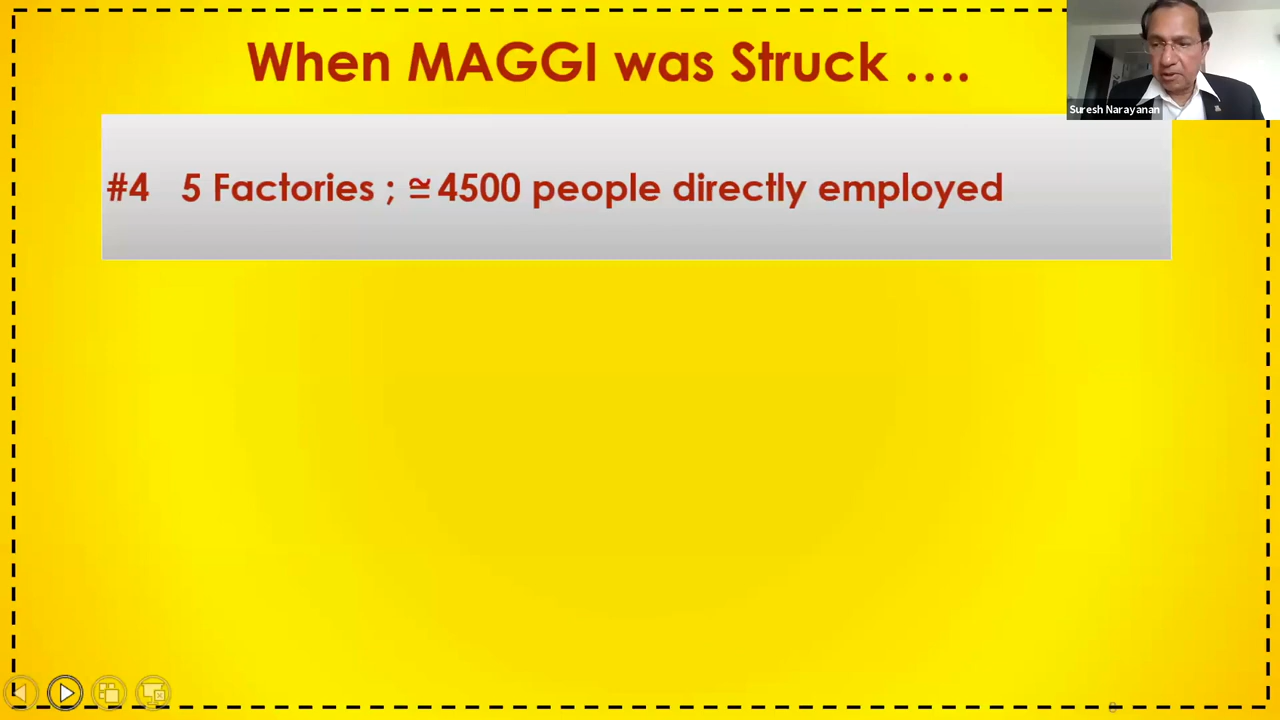 When MAGGI was Struck ....
Suresh Narayanan
#4 5 Factories ; ≅ 4500 people directly employed